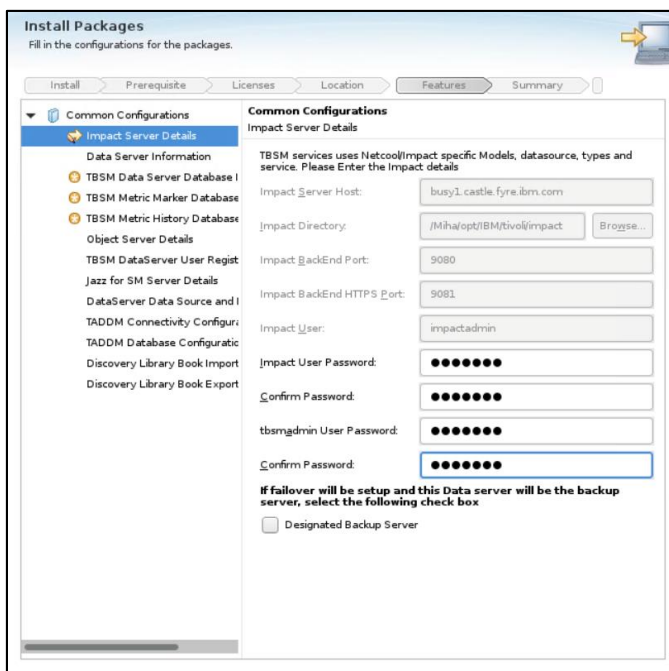 Install Packages
Fill in the configurations for the packages.
Install
Prerequisite
Licenses
Location
Features
Summary
Common Configurations
Impact Server Details
Data Server Information
TBSM Data Server Database I
TBSM Metric Marker Database
TBSM Metric History Database
Object Server Details
TBSM DataServer User Regist
Jazz for SM Server Details
DataServer Data Source and I
TADDM Connectivity Configura
TADDM Database Configuratic
Discovery Library Book Import
Discovery Library Book Export
Common Configurations
Impact Server Details
TBSM services uses Netcool/Impact specific Models, datasource, types and
service. Please Enter the Impact details
Impact Server Host: busy1.castle.fyre.ibm.com
Impact Directory: /Miha/opt/IBM/tivoli/impact Browse...
Impact BackEnd Port: 9080
Impact BackEnd HTTPS Port: 9081
Impact User: impactadmin
Impact User Password: ●●●●●●●
Confirm Password: ●●●●●●●
tbsmadmin User Password: ●●●●●●●
Confirm Password: ●●●●●●●
If failover will be setup and this Data server will be the backup
server, select the following check box
Designated Backup Server